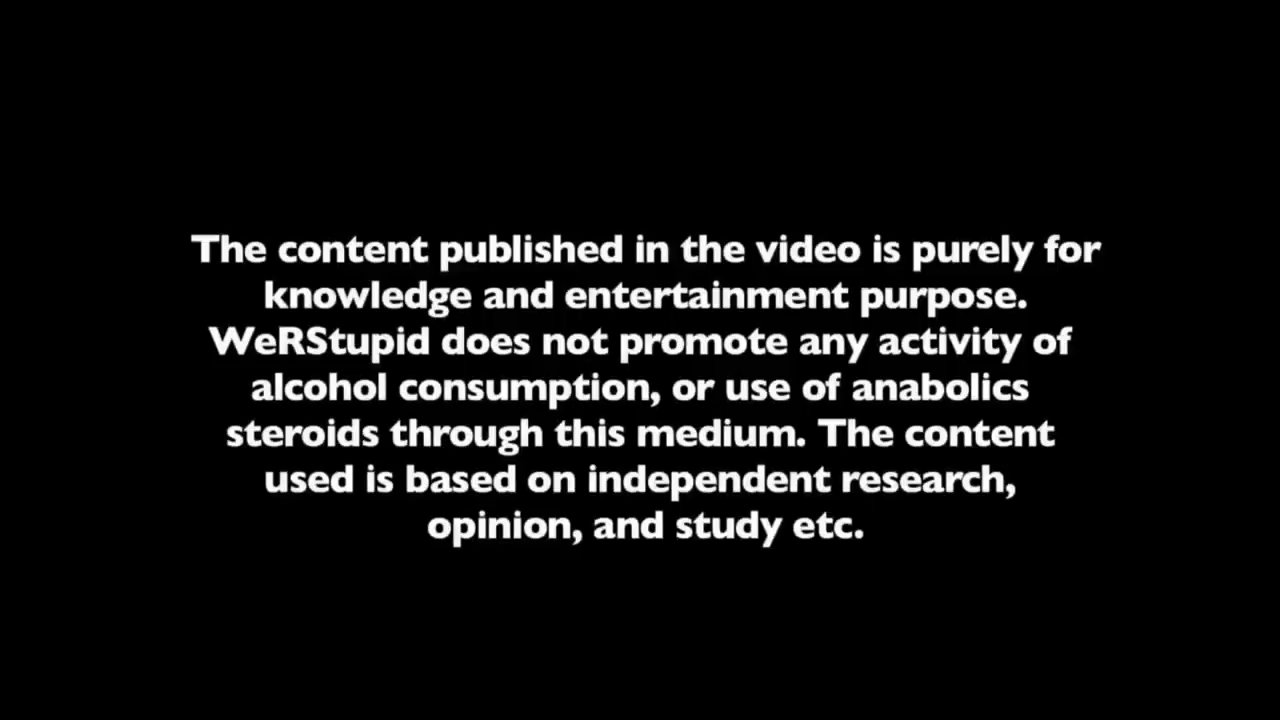 The content published in the video is purely for
knowledge and entertainment purpose.
WeRStupid does not promote any activity of
alcohol consumption, or use of anabolics
steroids through this medium. The content
used is based on independent research,
opinion, and study etc.